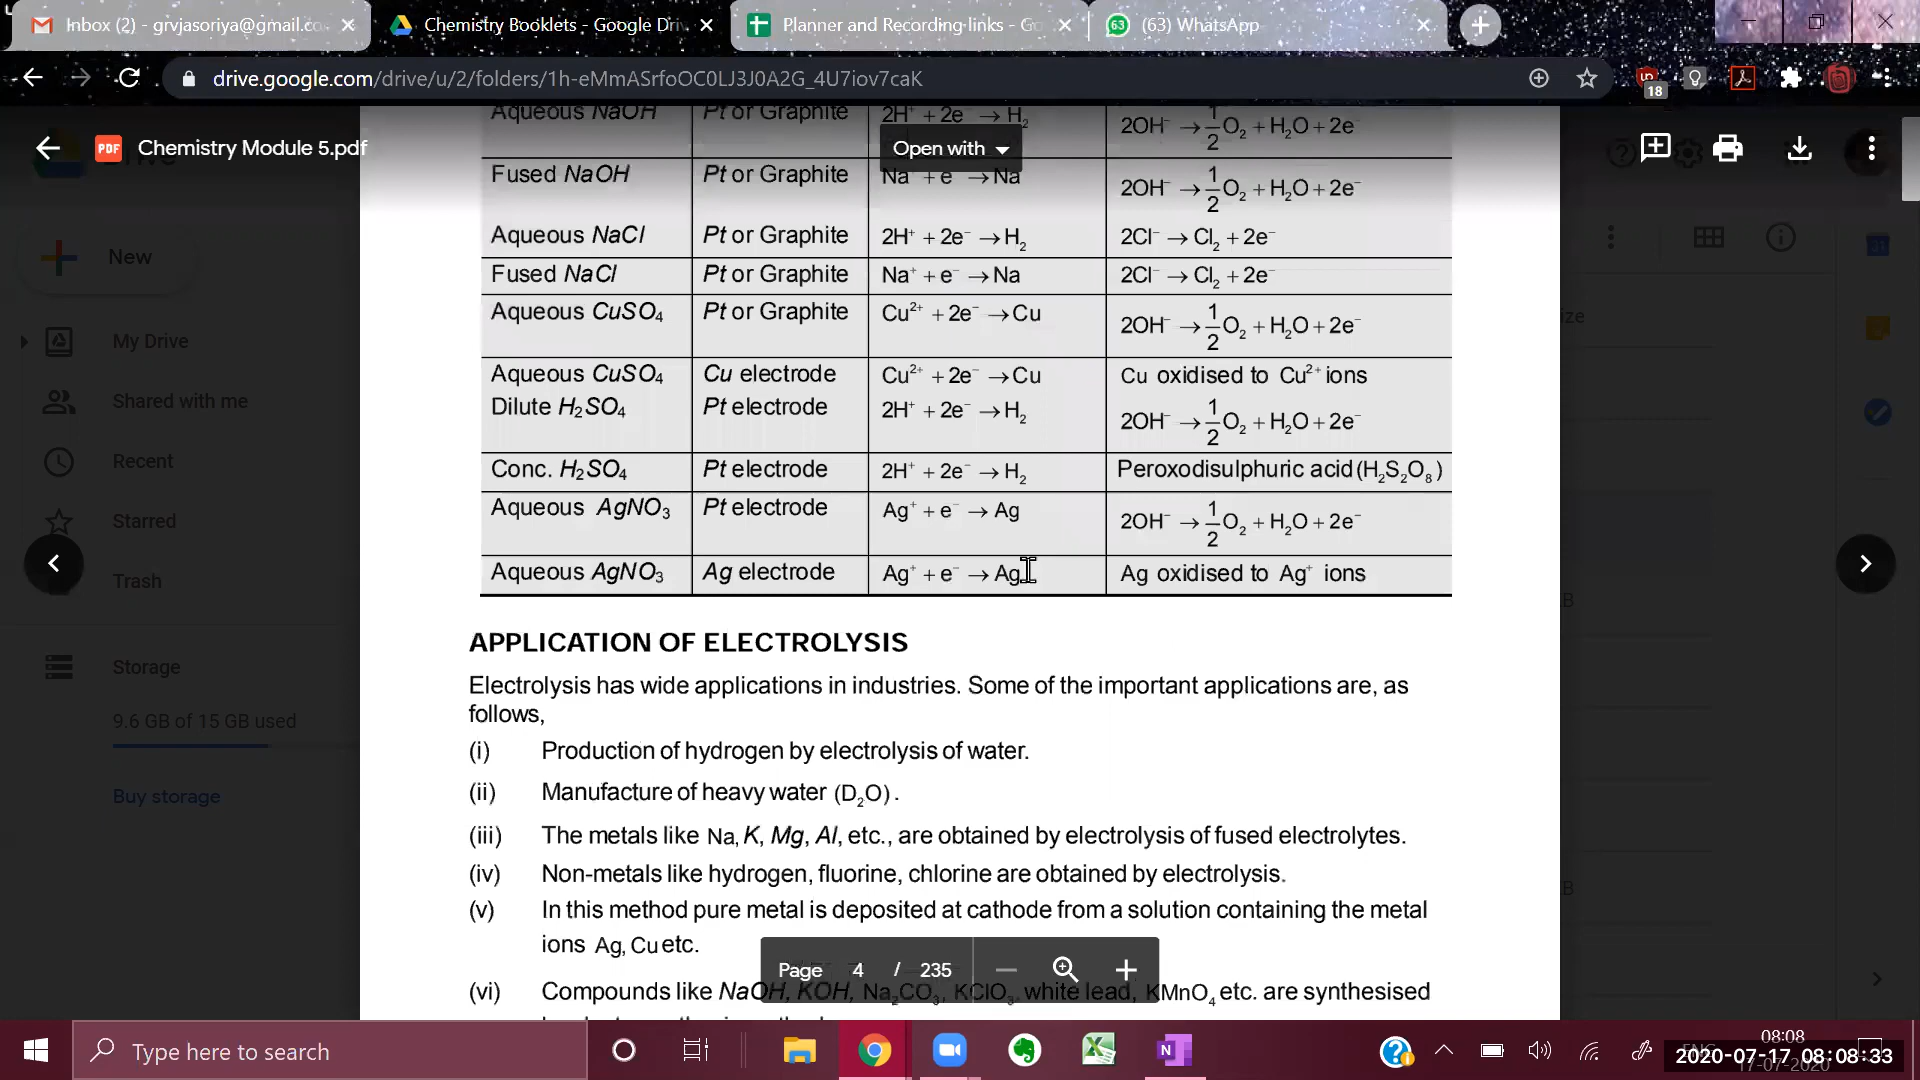 Inbox (2) - grvjasoriya@gmail.co
Chemistry Booklets - Google Driv
Planner and Recording links - Go
63 (63) WhatsApp
drive.google.com/drive/u/2/folders/1h-eMmASrfoOC0LJ3J0A2G_4U7iov7caK
18
PDF Chemistry Module 5.pdf
Open with
New
My Drive
Shared with me
Recent
Starred
Trash
Storage
9.6 GB of 15 GB used
Buy storage
Aqueous NaOH Pt or Graphite 2H⁺ + 2e⁻ → H₂ 2OH⁻ → 1/2 O₂ + H₂O + 2e⁻
Fused NaOH Pt or Graphite Na⁺ + e⁻ → Na 2OH⁻ → 1/2 O₂ + H₂O + 2e⁻
Aqueous NaCl Pt or Graphite 2H⁺ + 2e⁻ → H₂ 2Cl⁻ → Cl₂ + 2e⁻
Fused NaCl Pt or Graphite Na⁺ + e⁻ → Na 2Cl⁻ → Cl₂ + 2e⁻
Aqueous CuSO₄ Pt or Graphite Cu²⁺ + 2e⁻ → Cu 2OH⁻ → 1/2 O₂ + H₂O + 2e⁻
Aqueous CuSO₄ Cu electrode Cu²⁺ + 2e⁻ → Cu Cu oxidised to Cu²⁺ ions
Dilute H₂SO₄ Pt electrode 2H⁺ + 2e⁻ → H₂ 2OH⁻ → 1/2 O₂ + H₂O + 2e⁻
Conc. H₂SO₄ Pt electrode 2H⁺ + 2e⁻ → H₂ Peroxodisulphuric acid (H₂S₂O₈)
Aqueous AgNO₃ Pt electrode Ag⁺ + e⁻ → Ag 2OH⁻ → 1/2 O₂ + H₂O + 2e⁻
Aqueous AgNO₃ Ag electrode Ag⁺ + e⁻ → Ag Ag oxidised to Ag⁺ ions
APPLICATION OF ELECTROLYSIS
Electrolysis has wide applications in industries. Some of the important applications are, as
follows,
(i) Production of hydrogen by electrolysis of water.
(ii) Manufacture of heavy water (D₂O).
(iii) The metals like Na, K, Mg, Al, etc., are obtained by electrolysis of fused electrolytes.
(iv) Non-metals like hydrogen, fluorine, chlorine are obtained by electrolysis.
(v) In this method pure metal is deposited at cathode from a solution containing the metal
ions Ag, Cu etc.
Page 4 / 235
(vi) Compounds like NaOH, KOH, Na₂CO₃, KClO₃, white lead, KMnO₄ etc. are synthesised
Type here to search
08:08
2020-07-17 08:08:33
17-07-2020